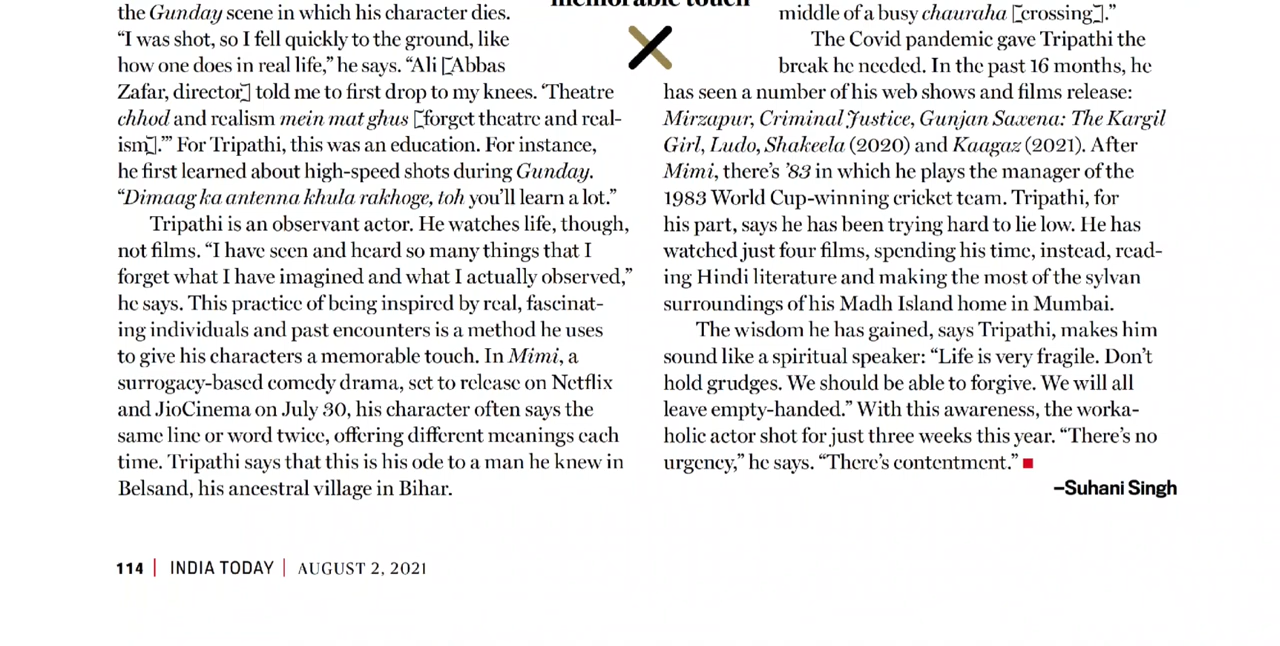 the Gunday scene in which his character dies.
“I was shot, so I fell quickly to the ground, like
how one does in real life,” he says. “Ali [Abbas
Zafar, director] told me to first drop to my knees. ‘Theatre
chhod and realism mein mat ghus [forget theatre and real-
ism].’” For Tripathi, this was an education. For instance,
he first learned about high-speed shots during Gunday.
“Dimaag ka antenna khula rakhoge, toh you’ll learn a lot.”
Tripathi is an observant actor. He watches life, though,
not films. “I have seen and heard so many things that I
forget what I have imagined and what I actually observed,”
he says. This practice of being inspired by real, fascinat-
ing individuals and past encounters is a method he uses
to give his characters a memorable touch. In Mimi, a
surrogacy-based comedy drama, set to release on Netflix
and JioCinema on July 30, his character often says the
same line or word twice, offering different meanings each
time. Tripathi says that this is his ode to a man he knew in
Belsand, his ancestral village in Bihar.
memorable touch
middle of a busy chauraha [crossing].”
The Covid pandemic gave Tripathi the
break he needed. In the past 16 months, he
has seen a number of his web shows and films release:
Mirzapur, Criminal Justice, Gunjan Saxena: The Kargil
Girl, Ludo, Shakeela (2020) and Kaagaz (2021). After
Mimi, there’s ’83 in which he plays the manager of the
1983 World Cup-winning cricket team. Tripathi, for
his part, says he has been trying hard to lie low. He has
watched just four films, spending his time, instead, read-
ing Hindi literature and making the most of the sylvan
surroundings of his Madh Island home in Mumbai.
The wisdom he has gained, says Tripathi, makes him
sound like a spiritual speaker: “Life is very fragile. Don’t
hold grudges. We should be able to forgive. We will all
leave empty-handed.” With this awareness, the worka-
holic actor shot for just three weeks this year. “There’s no
urgency,” he says. “There’s contentment.” ■
–Suhani Singh
114 | INDIA TODAY | AUGUST 2, 2021